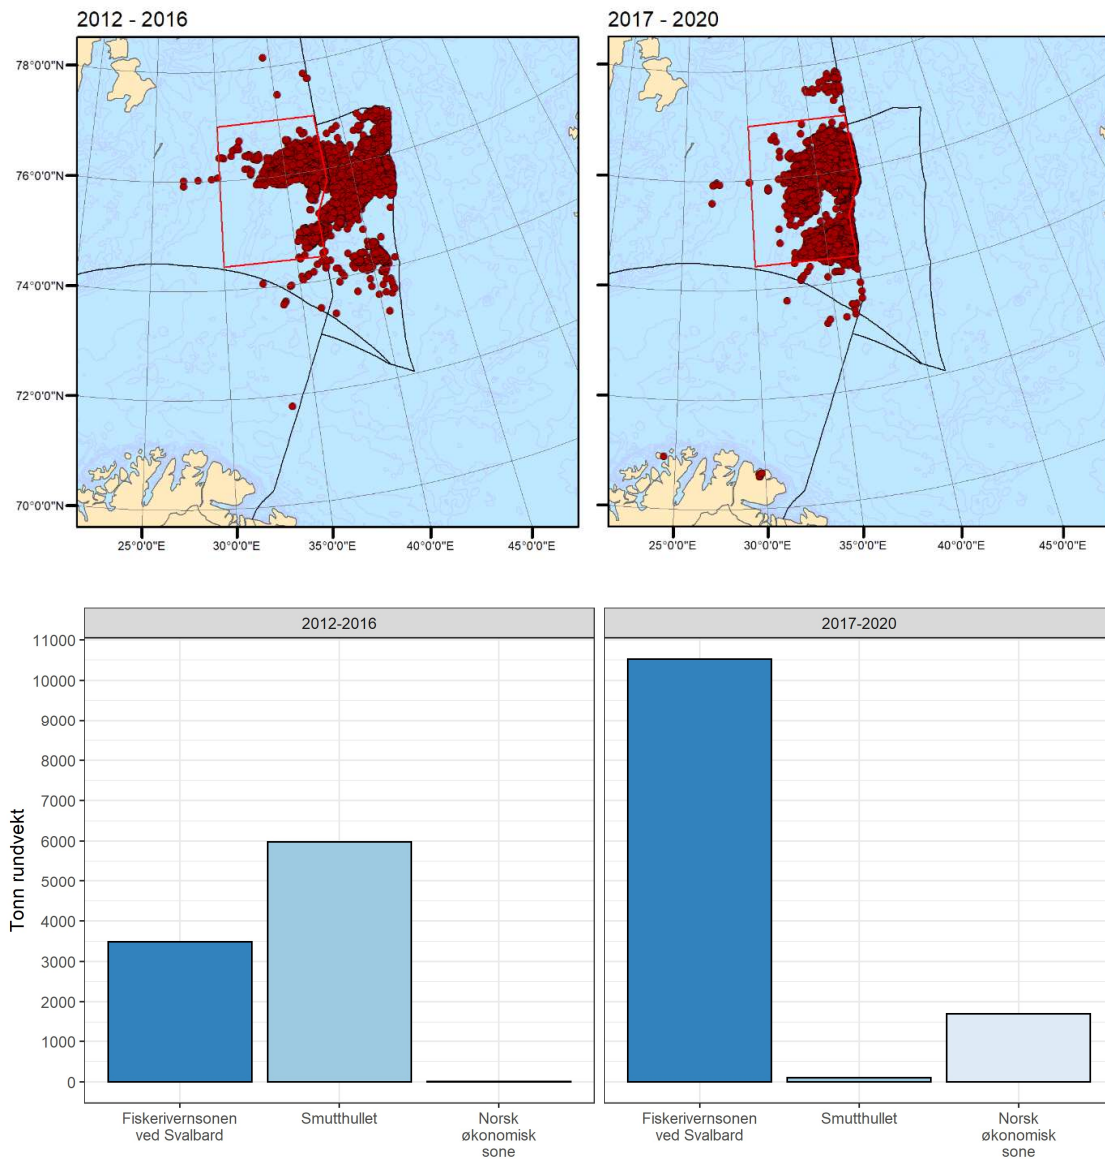 2012 - 2016
2017 - 2020
78°0'0"N
76°0'0"N
74°0'0"N
72°0'0"N
70°0'0"N
25°0'0"E 30°0'0"E 35°0'0"E 40°0'0"E 45°0'0"E
25°0'0"E 30°0'0"E 35°0'0"E 40°0'0"E 45°0'0"E
2012-2016
2017-2020
11000
10000
9000
8000
7000
6000
5000
4000
3000
2000
1000
0
Tonn rundvekt
Fiskerivernsonen
ved Svalbard
Smutthullet
Norsk
økonomisk
sone
Fiskerivernsonen
ved Svalbard
Smutthullet
Norsk
økonomisk
sone